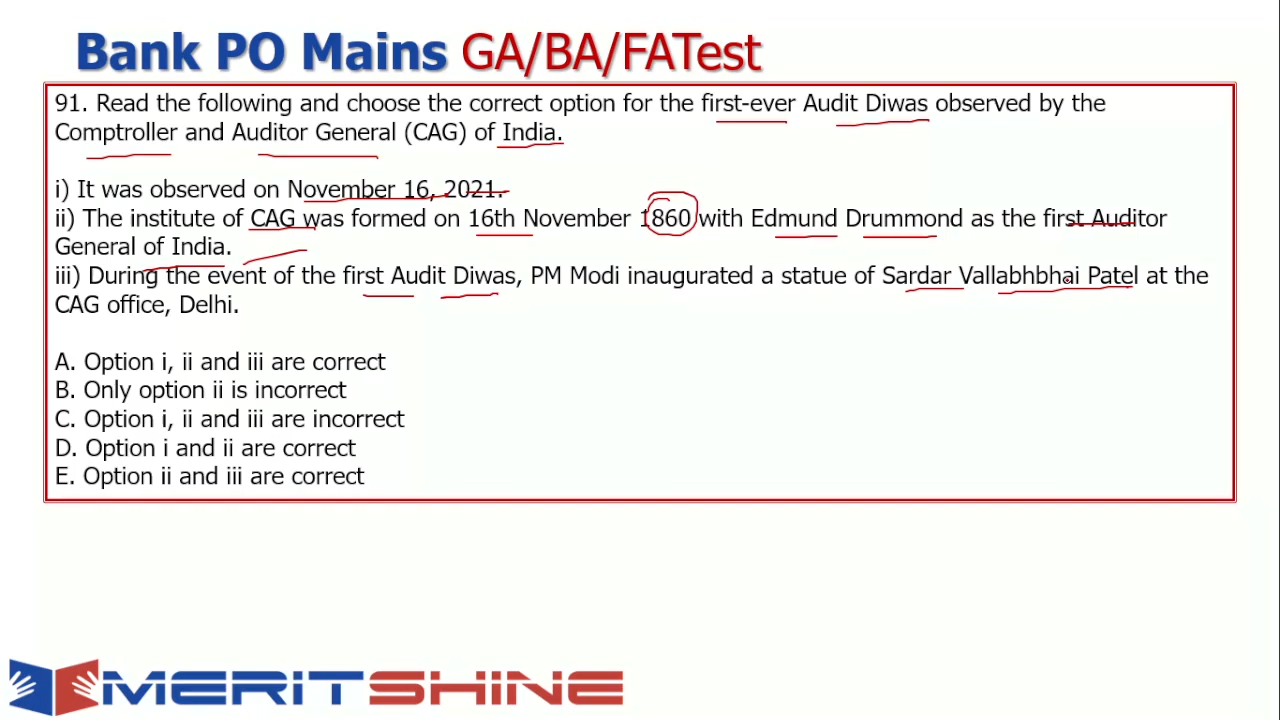 Bank PO Mains GA/BA/FATest
91. Read the following and choose the correct option for the first-ever Audit Diwas observed by the
Comptroller and Auditor General (CAG) of India.
i) It was observed on November 16, 2021.
ii) The institute of CAG was formed on 16th November 1860 with Edmund Drummond as the first Auditor
General of India.
iii) During the event of the first Audit Diwas, PM Modi inaugurated a statue of Sardar Vallabhbhai Patel at the
CAG office, Delhi.
A. Option i, ii and iii are correct
B. Only option ii is incorrect
C. Option i, ii and iii are incorrect
D. Option i and ii are correct
E. Option ii and iii are correct
MERITSHINE